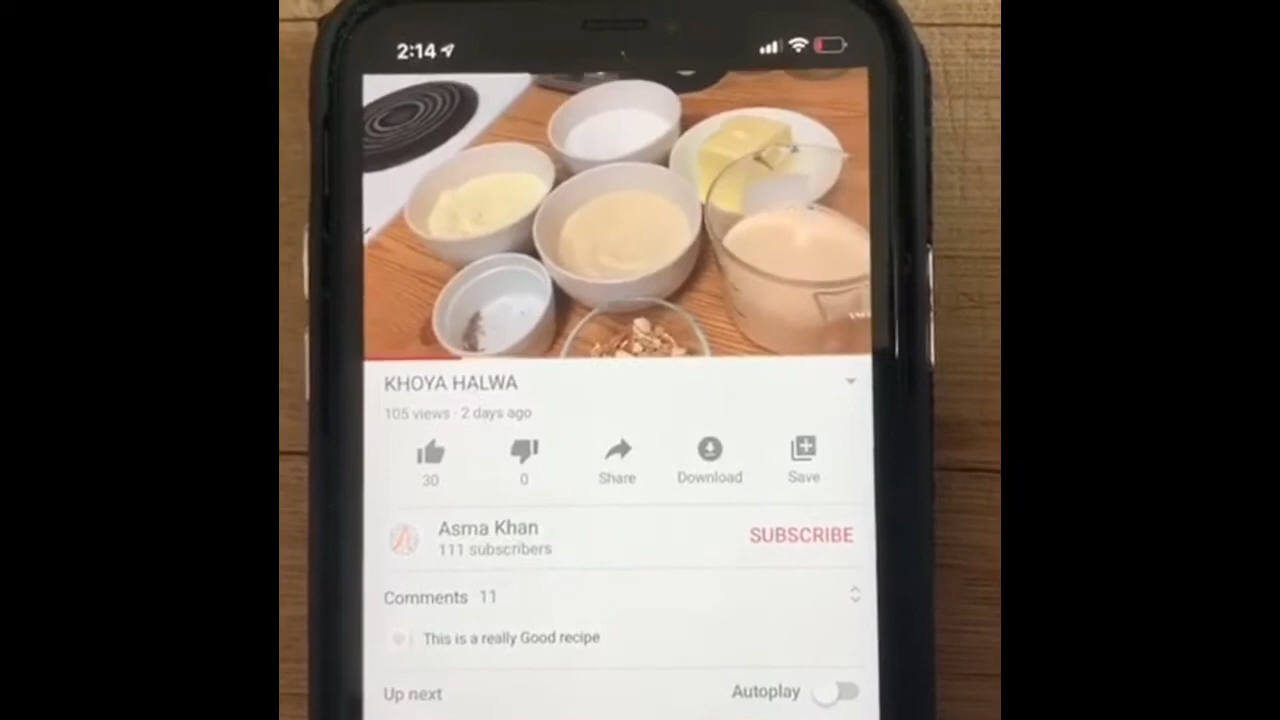 2:14
KHOYA HALWA
105 views · 2 days ago
30
0
Share
Download
Save
Asma Khan
111 subscribers
SUBSCRIBE
Comments 11
This is a really Good recipe
Up next
Autoplay